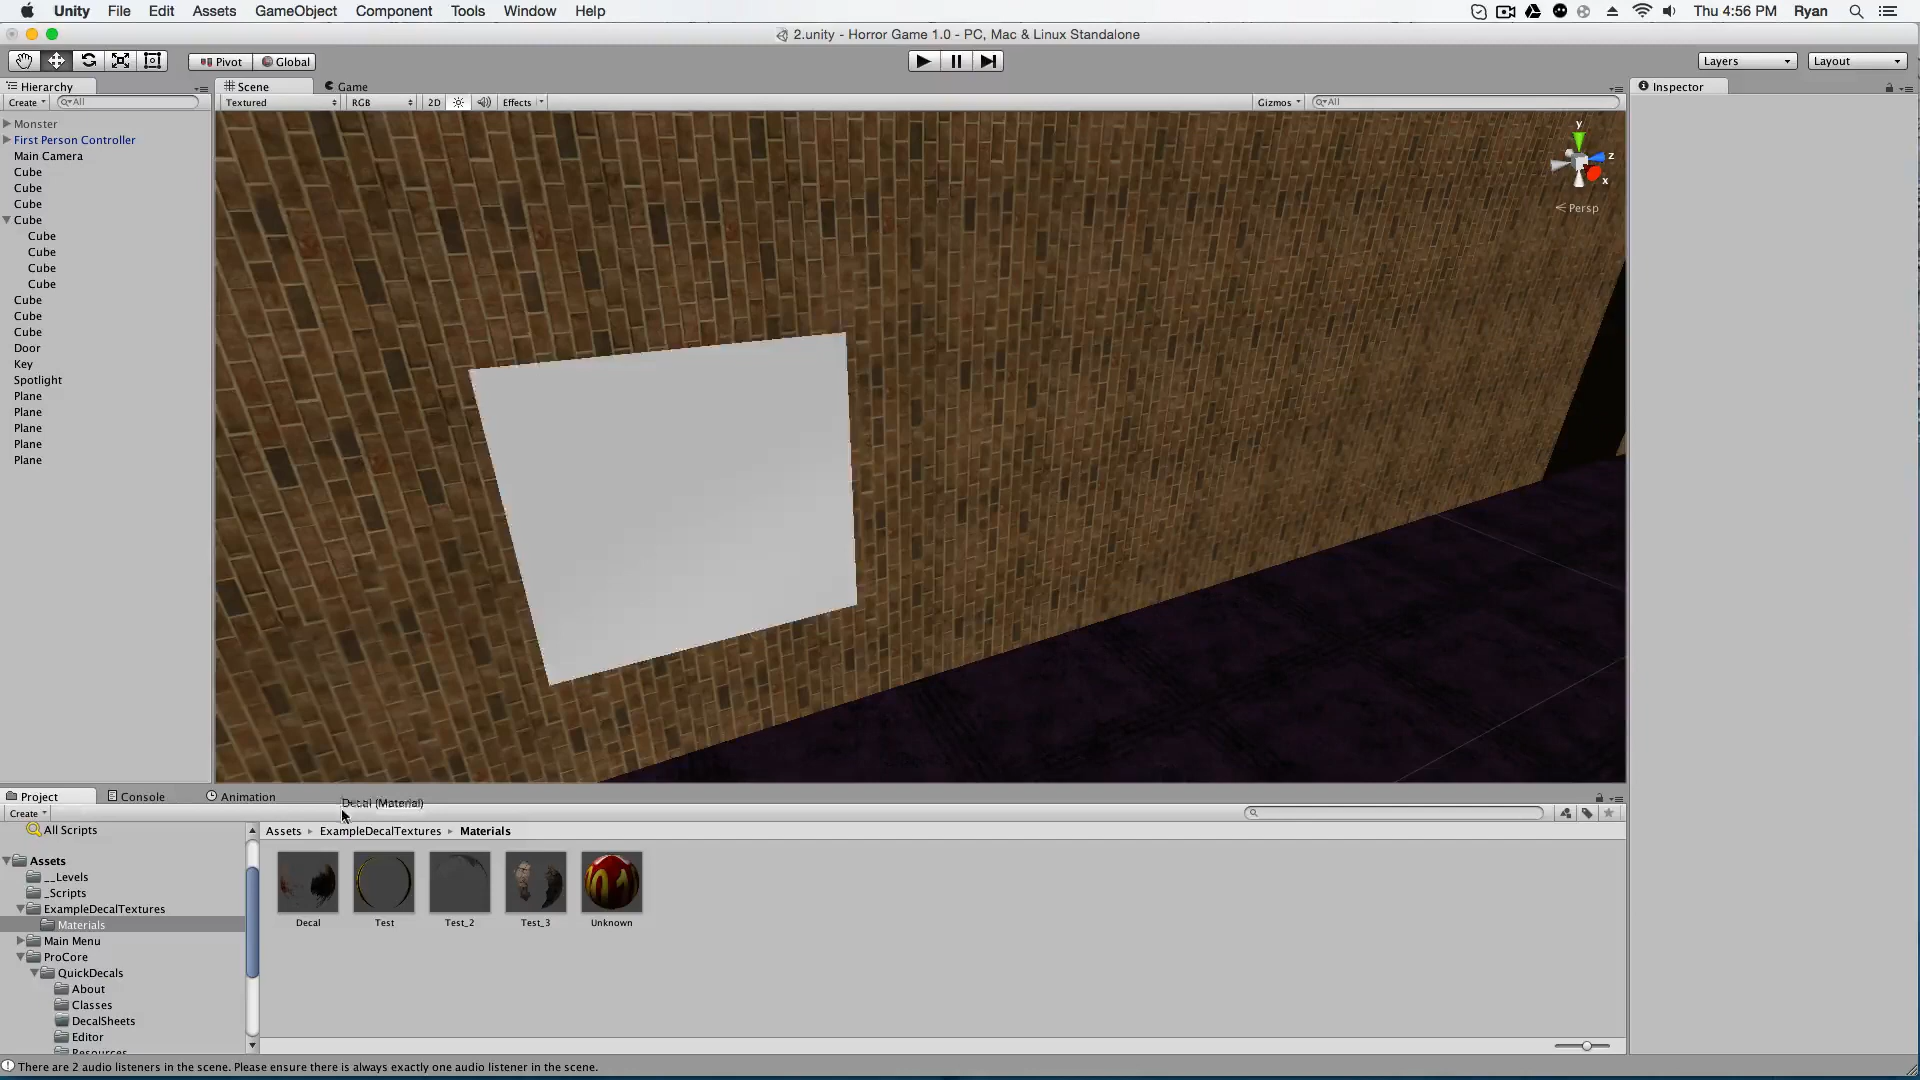 Unity File Edit Assets GameObject Component Tools Window Help Thu 4:56 PM Ryan
2.unity - Horror Game 1.0 - PC, Mac & Linux Standalone
Pivot Global Layers Layout
Hierarchy Scene Game Inspector
Create All Textured RGB 2D Effects Gizmos All
Monster
First Person Controller
Main Camera
Cube
Cube
Cube
Cube
Cube
Cube
Cube
Cube
Cube
Cube
Cube
Door
Key
Spotlight
Plane
Plane
Plane
Plane
Plane
y
z
x
Persp
Project Console Animation Decal (Material)
Create
All Scripts
Assets
__Levels
_Scripts
ExampleDecalTextures
Materials
Main Menu
ProCore
QuickDecals
About
Classes
DecalSheets
Editor
Resources
Assets ExampleDecalTextures Materials
01
Decal Test Test_2 Test_3 Unknown
There are 2 audio listeners in the scene. Please ensure there is always exactly one audio listener in the scene.